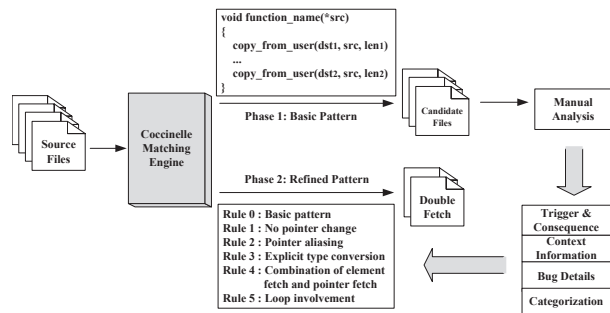 void function_name(*src)
{
copy_from_user(dst1, src, len1)
...
copy_from_user(dst2, src, len2)
}
Source
Files
Coccinelle
Matching
Engine
Phase 1: Basic Pattern
Candidate
Files
Manual
Analysis
Phase 2: Refined Pattern
Double
Fetch
Rule 0 : Basic pattern
Rule 1 : No pointer change
Rule 2 : Pointer aliasing
Rule 3 : Explicit type conversion
Rule 4 : Combination of element
fetch and pointer fetch
Rule 5 : Loop involvement
Trigger &
Consequence
Context
Information
Bug Details
Categorization